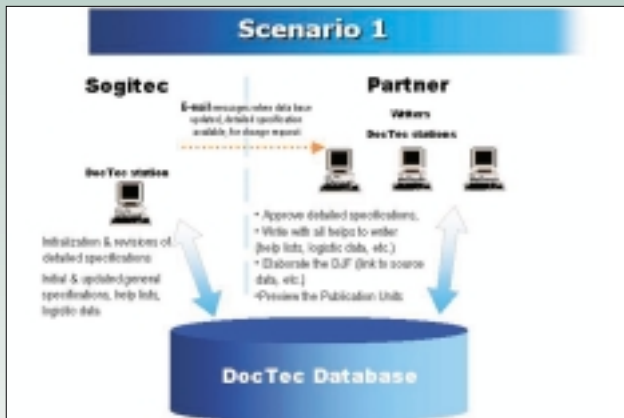 Scenario 1
Sogitec
Partner
E-mail messages when data base
updated, detailed specification
available, for change request
Writers
DocTec stations
DocTec station
Initialization & revisions of
detailed specifications
Initial & updated general
specifications, help lists,
logistic data
• Approve detailed specifications,
• Write with all helps to writer
(help lists, logistic data, etc.)
• Elaborate the DJF (link to source
data, etc.)
•Preview the Publication Units
DocTec Database